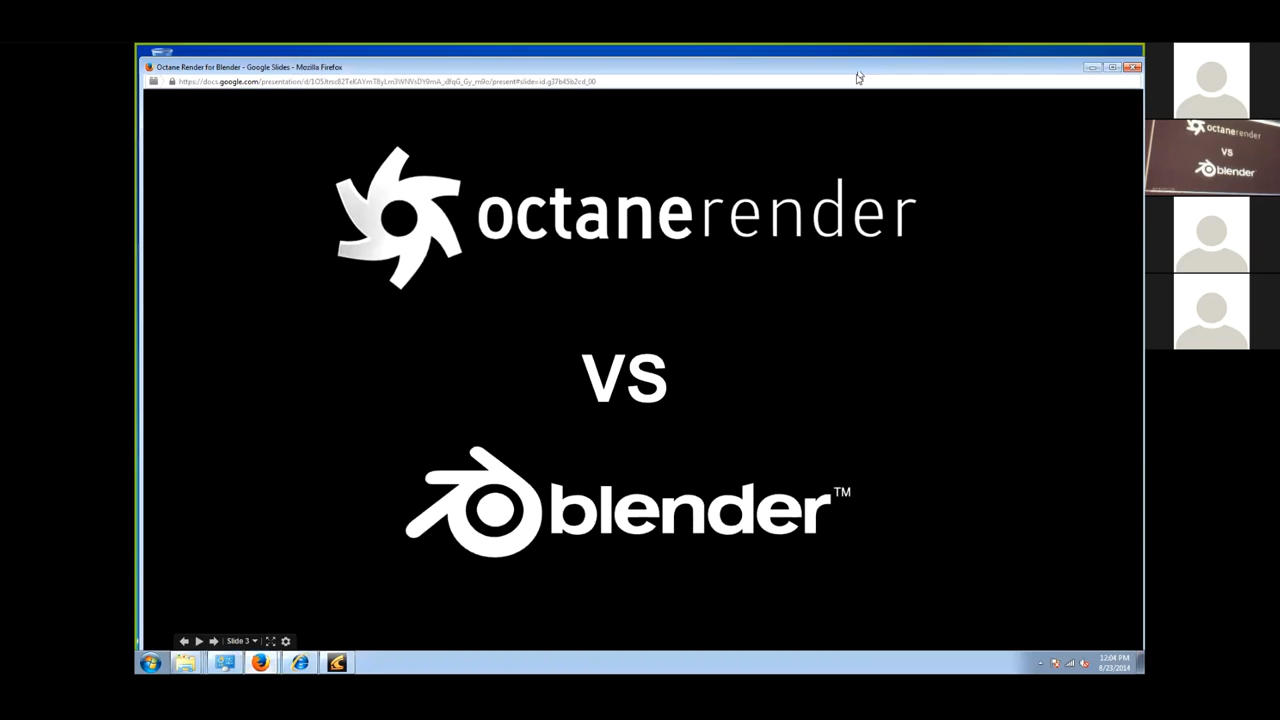 Octane Render for Blender - Google Slides - Mozilla Firefox
octanerender
vs
blender™
Slide 3
12:04 PM
8/23/2014
octanerender
vs
blender